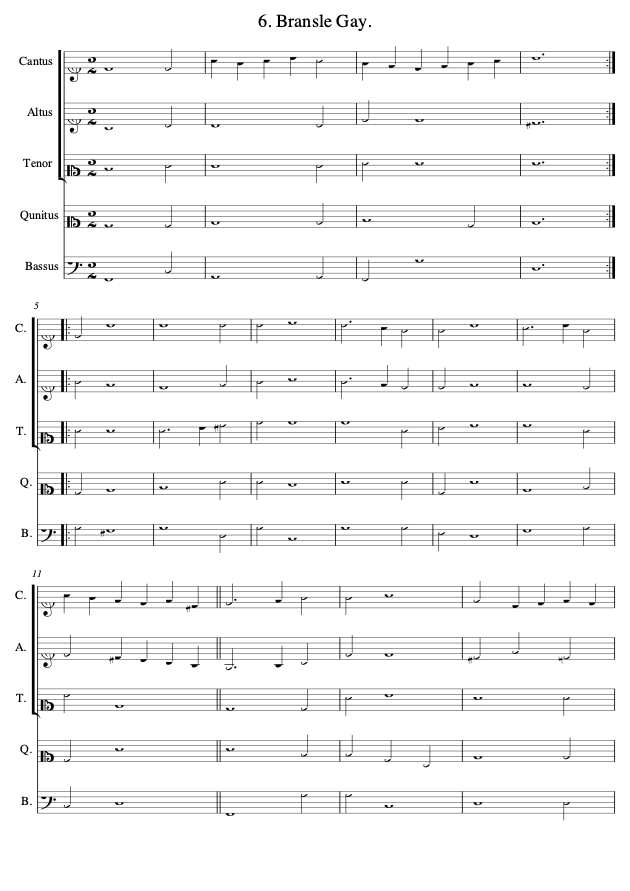 6. Bransle Gay.
Cantus
Altus
Tenor
Qunitus
Bassus
5
C.
A.
T.
Q.
B.
11
C.
A.
T.
Q.
B.